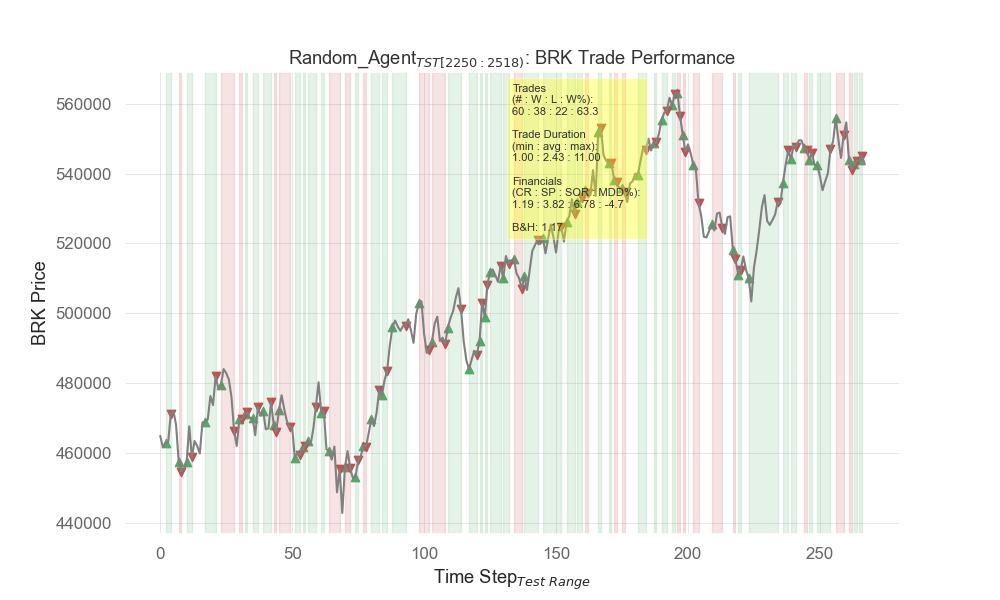 Random_Agent TST[2250 : 2518) : BRK Trade Performance
Trades
(# : W : L : W%):
60 : 38 : 22 : 63.3
Trade Duration
(min : avg : max):
1.00 : 2.43 : 11.00
Financials
(CR : SP : SOR : MDD%):
1.19 : 3.82 : 6.78 : -4.7
B&H: 1.17
BRK Price
560000
540000
520000
500000
480000
460000
440000
0 50 100 150 200 250
Time Step Test Range